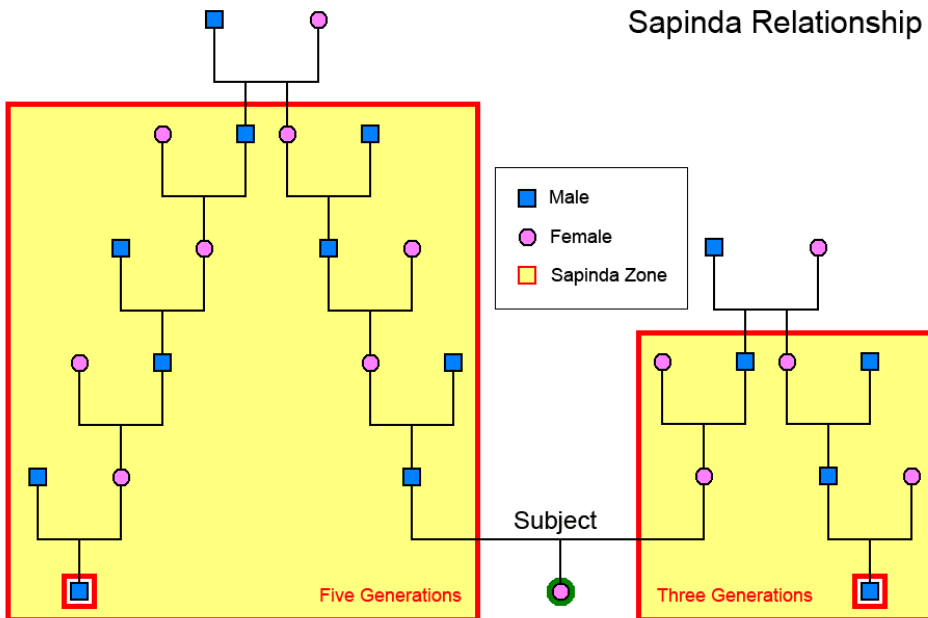 Sapinda Relationship
Male
Female
Sapinda Zone
Subject
Five Generations
Three Generations